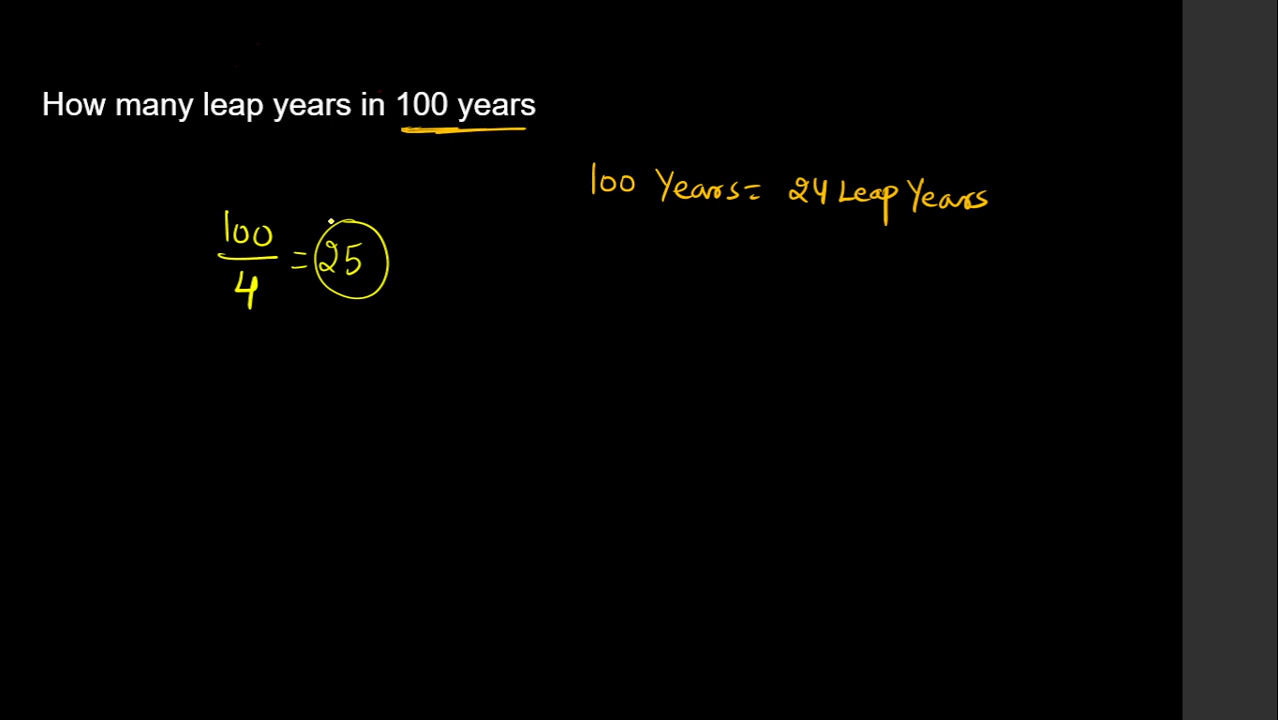 How many leap years in 100 years
100 Years = 24 Leap Years
100
4
= 25